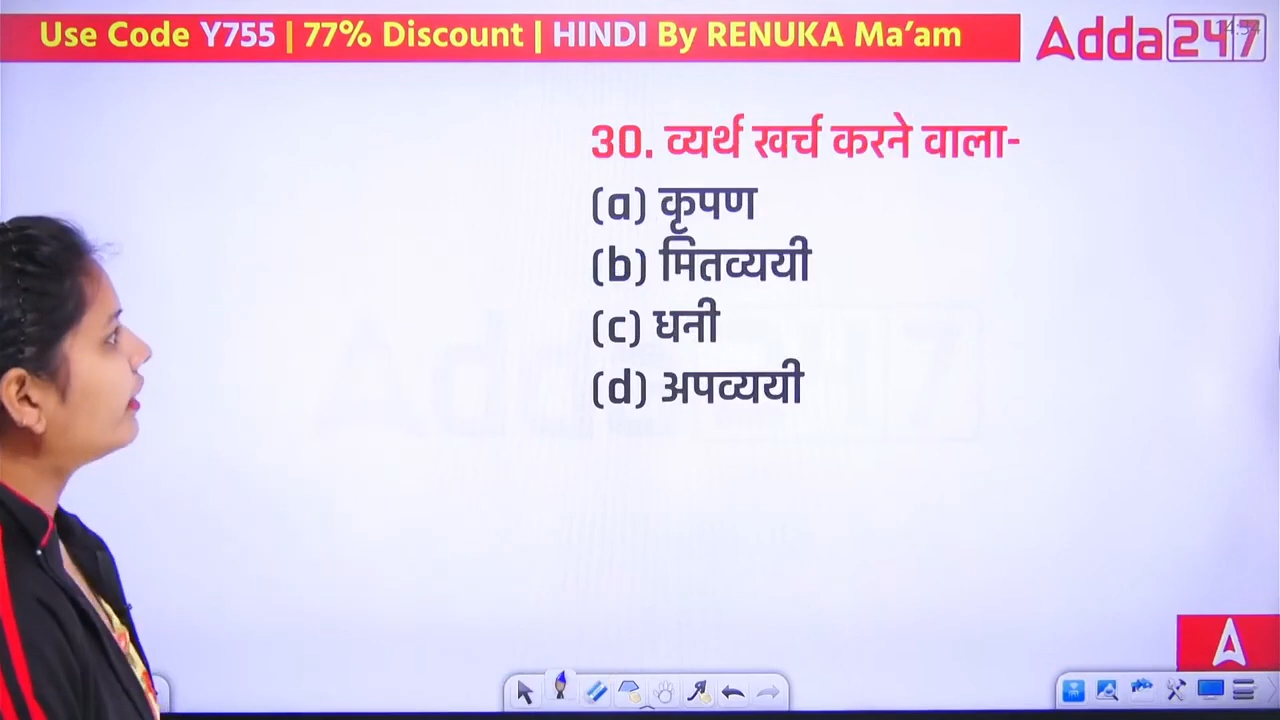 Use Code Y755 | 77% Discount | HINDI By RENUKA Ma’am
Adda247
30. व्यर्थ खर्च करने वाला-
(a) कृपण
(b) मितव्ययी
(c) धनी
(d) अपव्ययी